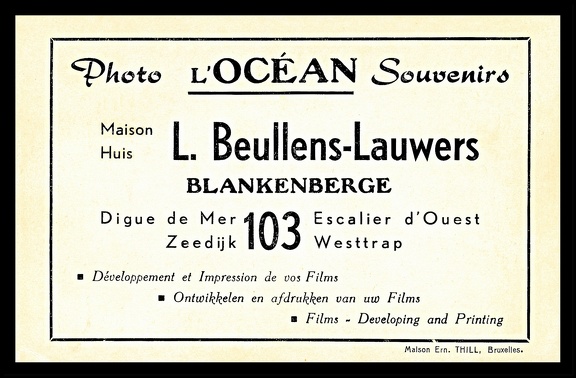 Photo L'OCÉAN Souvenirs
Maison
Huis
L. Beullens-Lauwers
BLANKENBERGE
Digue de Mer 103 Escalier d'Ouest
Zeedijk Westtrap
▪ Développement et Impression de vos Films
▪ Ontwikkelen en afdrukken van uw Films
▪ Films - Developing and Printing
Maison Ern. THILL, Bruxelles.